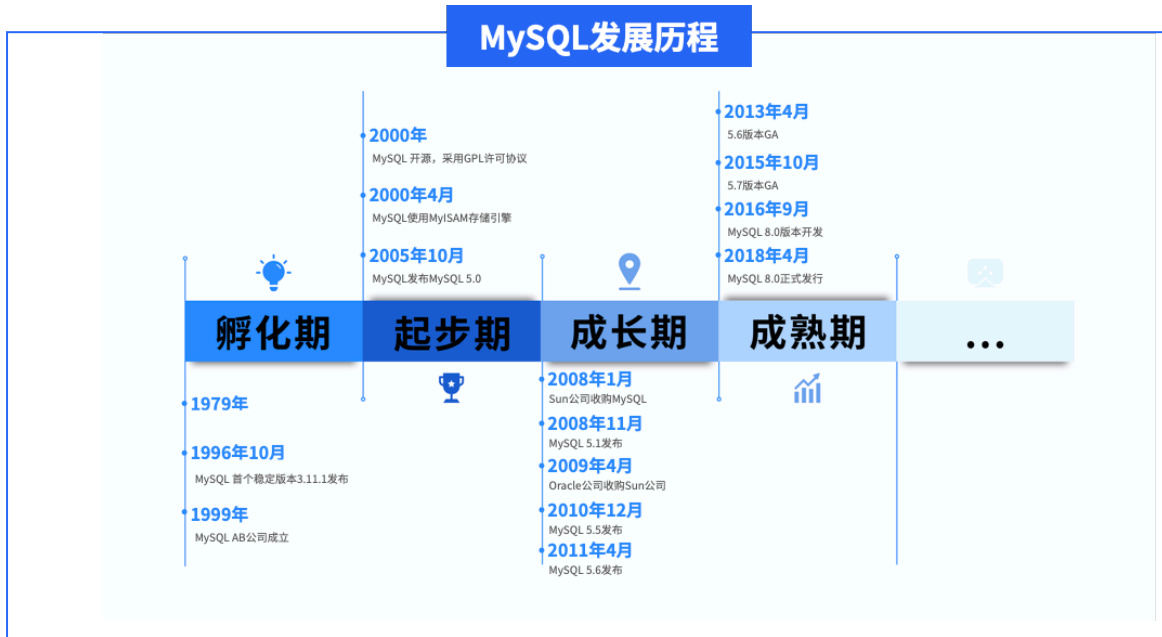 MySQL发展历程
2000年
MySQL 开源，采用GPL许可协议
2000年4月
MySQL使用MyISAM存储引擎
2005年10月
MySQL发布MySQL 5.0
2013年4月
5.6版本GA
2015年10月
5.7版本GA
2016年9月
MySQL 8.0版本开发
2018年4月
MySQL 8.0正式发行
孵化期
起步期
成长期
成熟期
...
1979年
1996年10月
MySQL 首个稳定版本3.11.1发布
1999年
MySQL AB公司成立
2008年1月
Sun公司收购MySQL
2008年11月
MySQL 5.1发布
2009年4月
Oracle公司收购Sun公司
2010年12月
MySQL 5.5发布
2011年4月
MySQL 5.6发布